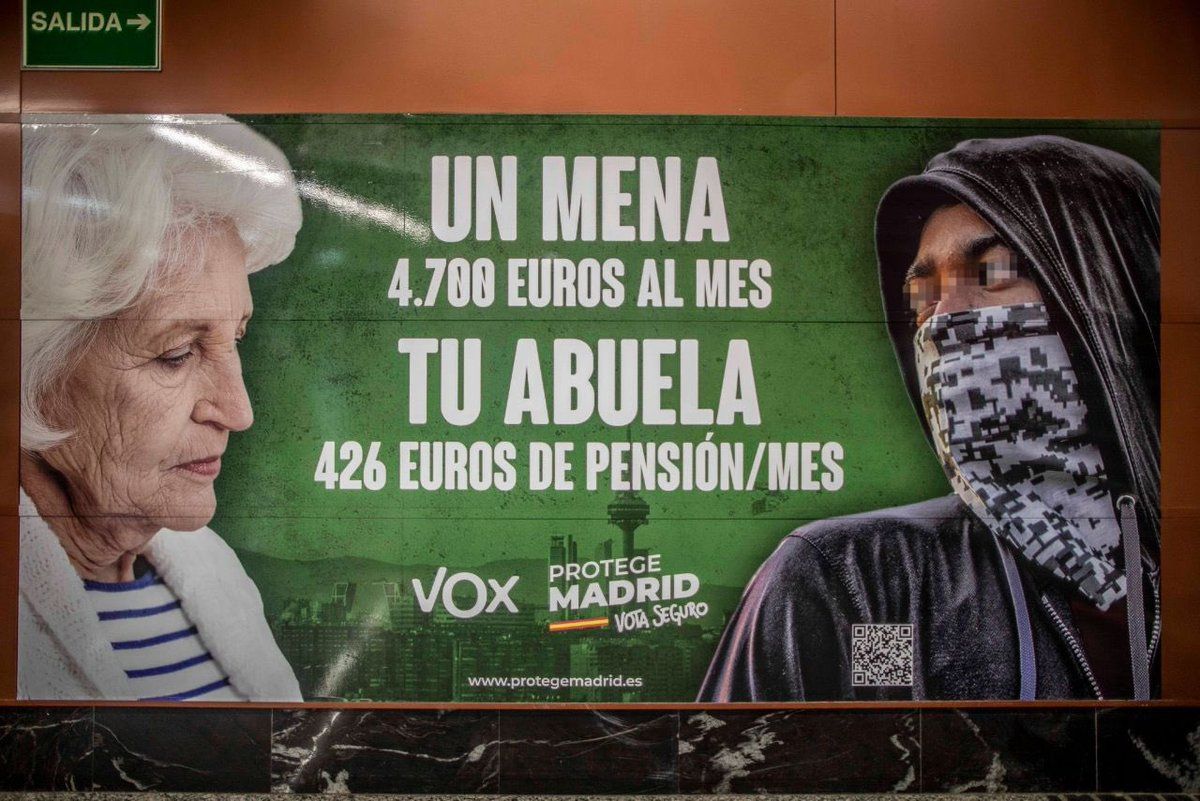 SALIDA →
UN MENA
4.700 EUROS AL MES
TU ABUELA
426 EUROS DE PENSIÓN/MES
VOX
PROTEGE
MADRID
VOTA SEGURO
www.protegemadrid.es